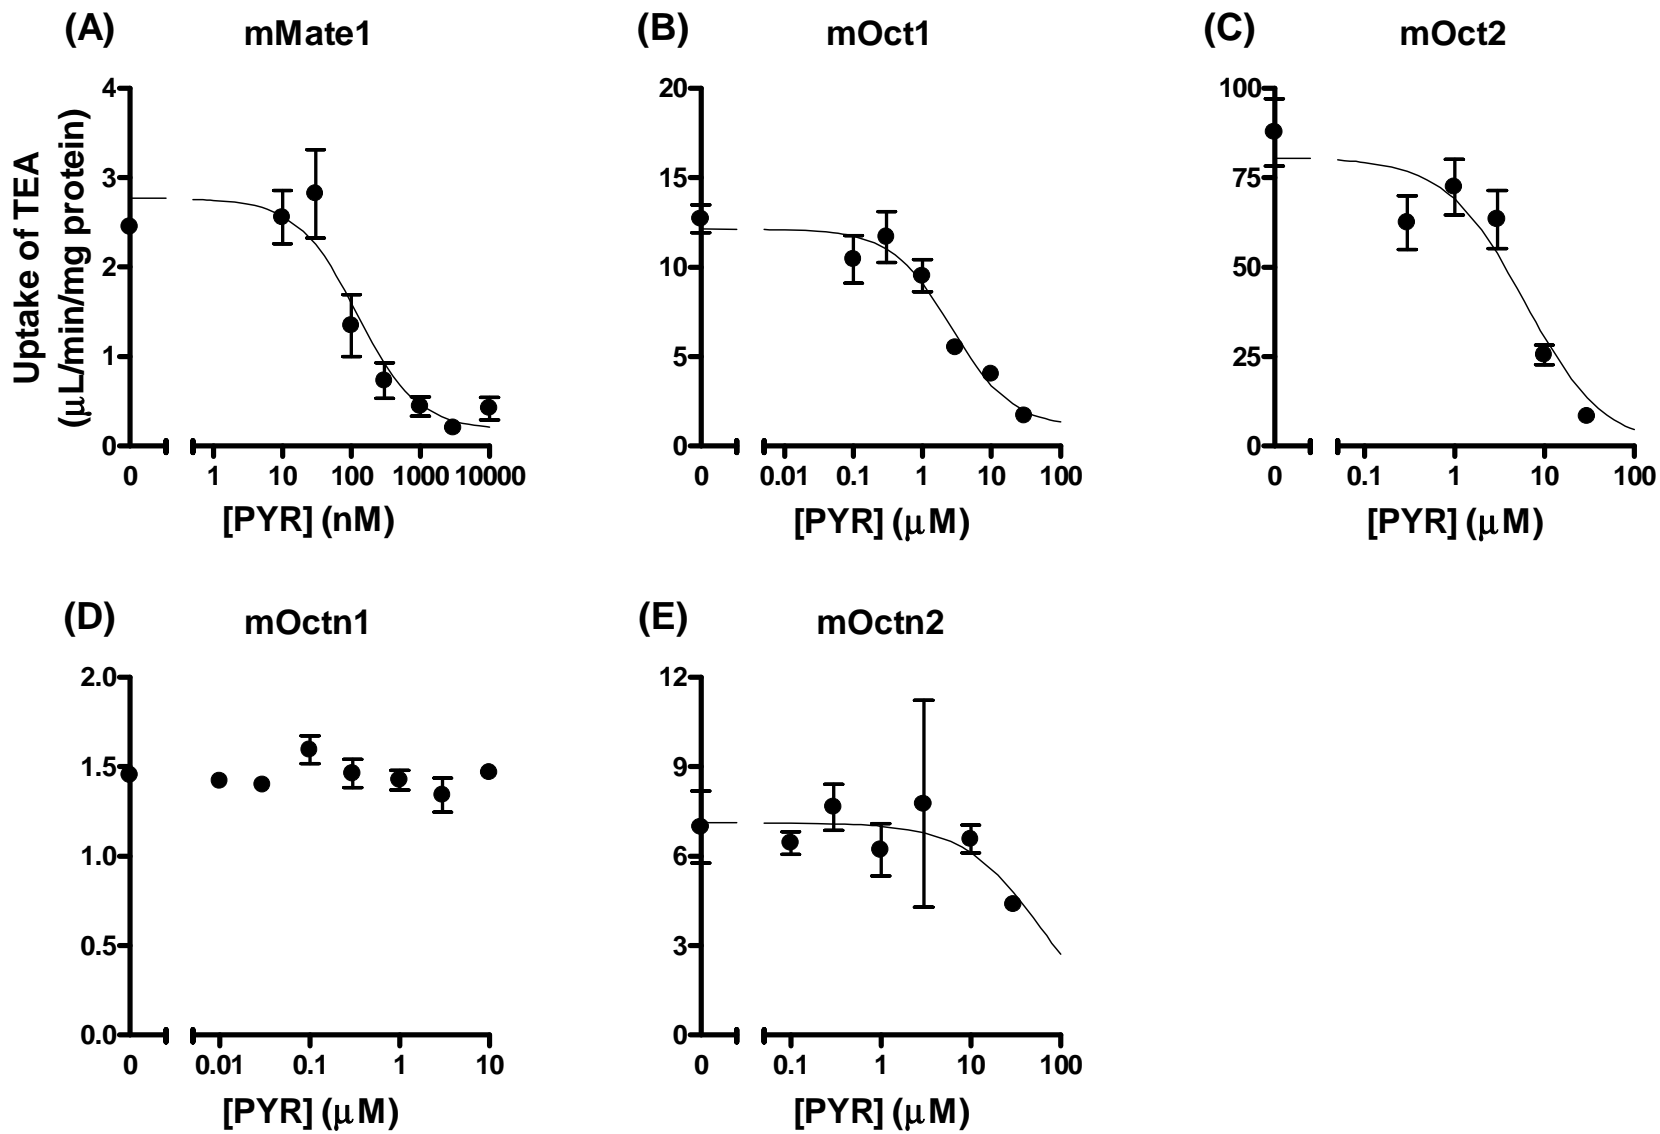 (A) mMate1
(B) mOct1
(C) mOct2
Uptake of TEA
(μL/min/mg protein)
4
3
2
1
0
0 1 10 100 1000 10000
[PYR] (nM)
20
15
10
5
0
0 0.01 0.1 1 10 100
[PYR] (μM)
100
75
50
25
0
0 0.1 1 10 100
[PYR] (μM)
(D) mOctn1
(E) mOctn2
2.0
1.5
1.0
0.5
0.0
0 0.01 0.1 1 10
[PYR] (μM)
12
9
6
3
0
0 0.1 1 10 100
[PYR] (μM)